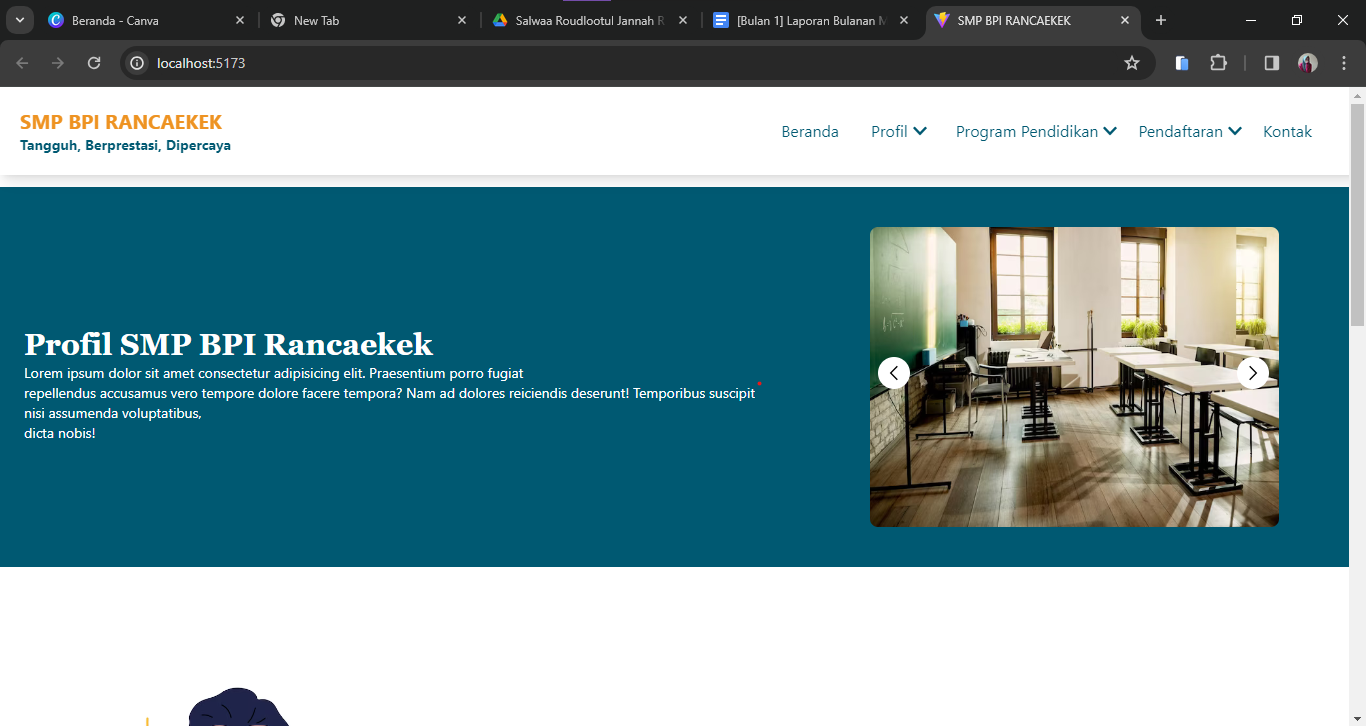 Beranda - Canva
New Tab
Salwaa Roudlootul Jannah R
[Bulan 1] Laporan Bulanan M
SMP BPI RANCAEKEK
localhost:5173
SMP BPI RANCAEKEK
Tangguh, Berprestasi, Dipercaya
Beranda
Profil
Program Pendidikan
Pendaftaran
Kontak
Profil SMP BPI Rancaekek
Lorem ipsum dolor sit amet consectetur adipisicing elit. Praesentium porro fugiat
repellendus accusamus vero tempore dolore facere tempora? Nam ad dolores reiciendis deserunt! Temporibus suscipit
nisi assumenda voluptatibus,
dicta nobis!